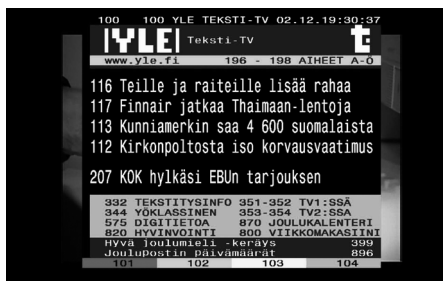 100 100 YLE TEKSTI-TV 02.12.19:30:37
YLE Teksti-TV t:
www.yle.fi 196 - 198 AIHEET A-Ö
116 Teille ja raiteille lisää rahaa
117 Finnair jatkaa Thaimaan-lentoja
113 Kunniamerkin saa 4 600 suomalaista
112 Kirkonpoltosta iso korvausvaatimus
207 KOK hylkäsi EBUn tarjouksen
332 TEKSTITYSINFO 351-352 TV1:SSÄ
344 YÖKLASSINEN 353-354 TV2:SSA
575 DIGITIETOA 870 JOULUKALENTERI
820 HYVINVOINTI 800 VIIKKOMAKASIINI
Hyvä joulumieli -keräys 399
Joulupostin päivämäärät 896
101 102 103 104